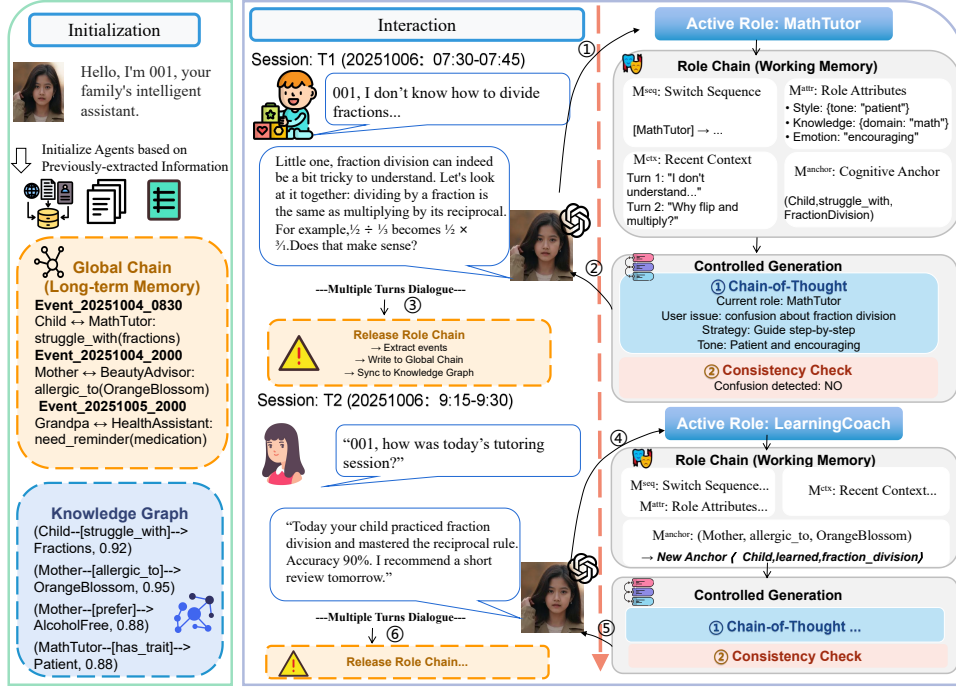 Initialization
Hello, I'm 001, your
family's intelligent
assistant.
Initialize Agents based on
Previously-extracted Information
Global Chain
(Long-term Memory)
Event_20251004_0830
Child ↔ MathTutor:
struggle_with(fractions)
Event_20251004_2000
Mother ↔ BeautyAdvisor:
allergic_to(OrangeBlossom)
Event_20251005_2000
Grandpa ↔ HealthAssistant:
need_reminder(medication)
Knowledge Graph
(Child--[struggle_with]-->
Fractions, 0.92)
(Mother--[allergic_to]-->
OrangeBlossom, 0.95)
(Mother--[prefer]-->
AlcoholFree, 0.88)
(MathTutor--[has_trait]-->
Patient, 0.88)
Interaction
Session: T1 (20251006: 07:30-07:45)
001, I don't know how to divide
fractions...
Little one, fraction division can indeed
be a bit tricky to understand. Let's look
at it together: dividing by a fraction is
the same as multiplying by its reciprocal.
For example,½ ÷ ⅓ becomes ½ ×
³⁄₁.Does that make sense?
---Multiple Turns Dialogue---
③
Release Role Chain
→ Extract events
→ Write to Global Chain
→ Sync to Knowledge Graph
Session: T2 (20251006: 9:15-9:30)
“001, how was today's tutoring
session?”
“Today your child practiced fraction
division and mastered the reciprocal rule.
Accuracy 90%. I recommend a short
review tomorrow.”
---Multiple Turns Dialogue---
⑥
Release Role Chain...
①
②
④
⑤
Active Role: MathTutor
Role Chain (Working Memory)
Mseq: Switch Sequence
[MathTutor] → ...
Mattr: Role Attributes
• Style: {tone: "patient"}
• Knowledge: {domain: "math"}
• Emotion: "encouraging"
Mctx: Recent Context
Turn 1: "I don't
understand..."
Turn 2: "Why flip and
multiply?"
Manchor: Cognitive Anchor
(Child,struggle_with,
FractionDivision)
Controlled Generation
① Chain-of-Thought
Current role: MathTutor
User issue: confusion about fraction division
Strategy: Guide step-by-step
Tone: Patient and encouraging
② Consistency Check
Confusion detected: NO
Active Role: LearningCoach
Role Chain (Working Memory)
Mseq: Switch Sequence...
Mattr: Role Attributes...
Mctx: Recent Context...
Manchor: (Mother, allergic_to, OrangeBlossom)
→ New Anchor ( Child,learned,fraction_division)
Controlled Generation
① Chain-of-Thought ...
② Consistency Check